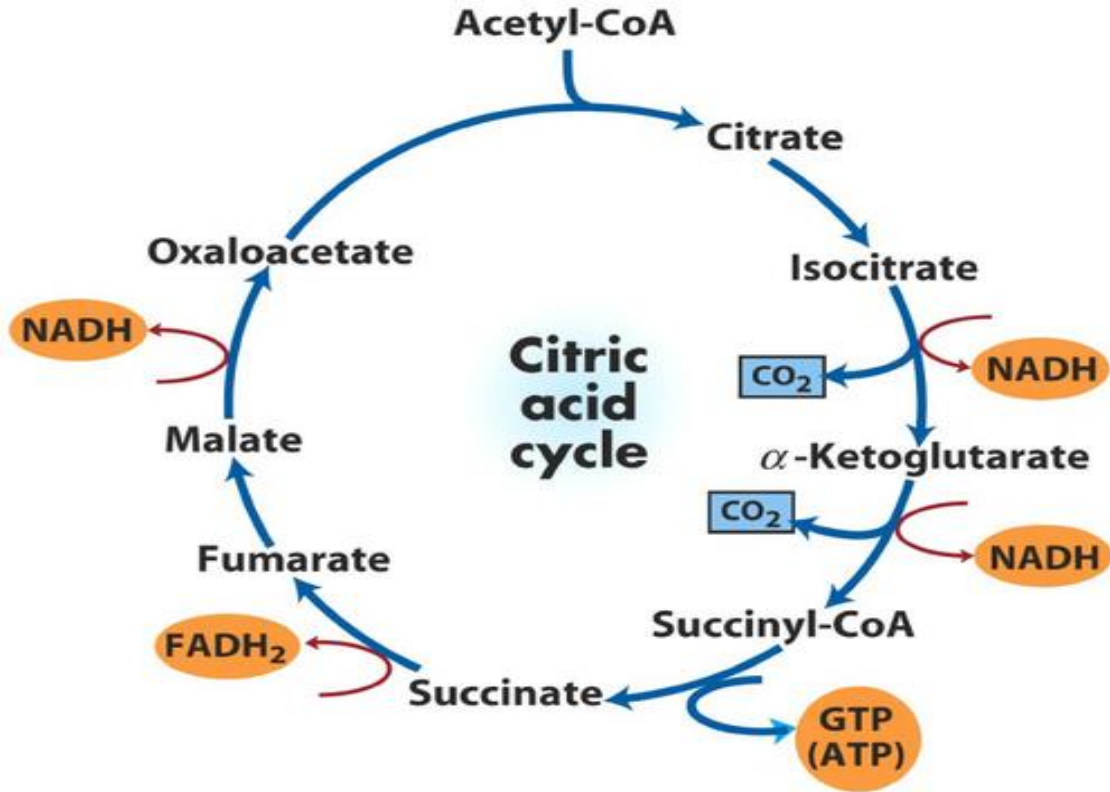 Acetyl-CoA
Citrate
Oxaloacetate
Isocitrate
NADH
Citric
acid
cycle
CO₂
NADH
Malate
α-Ketoglutarate
CO₂
NADH
Fumarate
Succinyl-CoA
FADH₂
Succinate
GTP
(ATP)